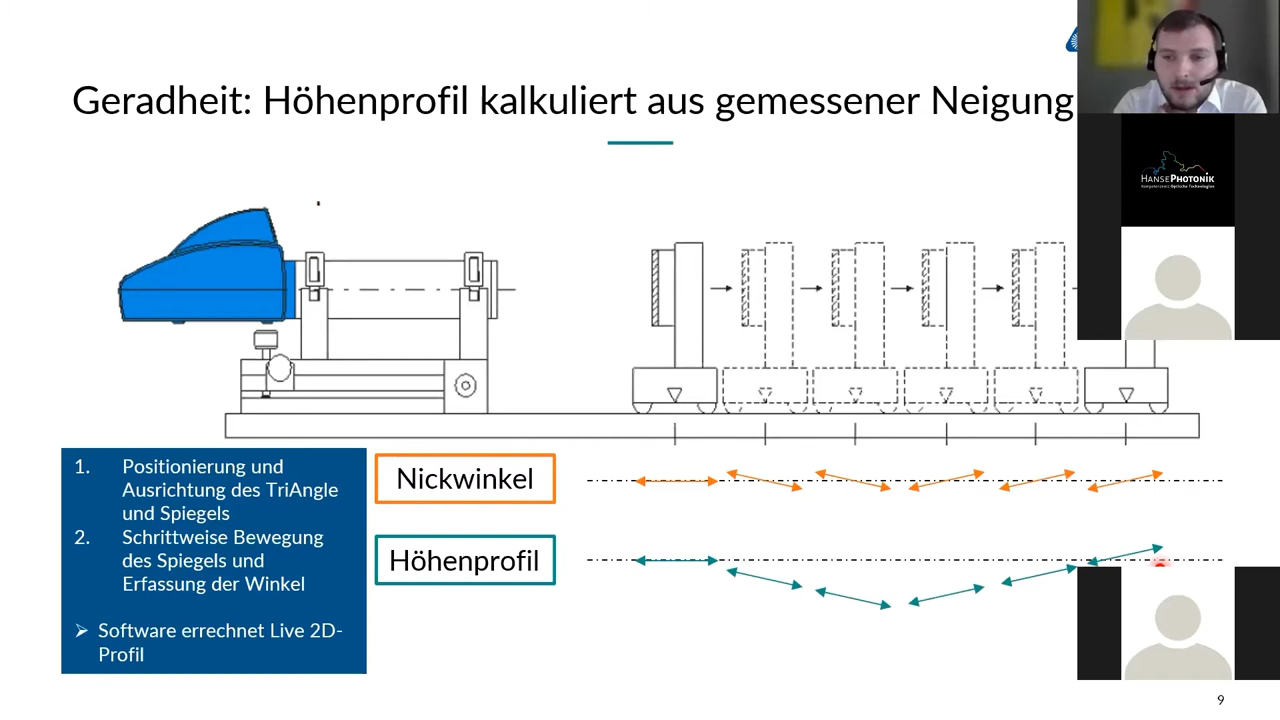 Geradheit: Höhenprofil kalkuliert aus gemessener Neigung
HANSEPHOTONIK
Kompetenznetz Optische Technologien
1. Positionierung und
Ausrichtung des TriAngle
und Spiegels
2. Schrittweise Bewegung
des Spiegels und
Erfassung der Winkel
➢ Software errechnet Live 2D-
Profil
Nickwinkel
Höhenprofil
9